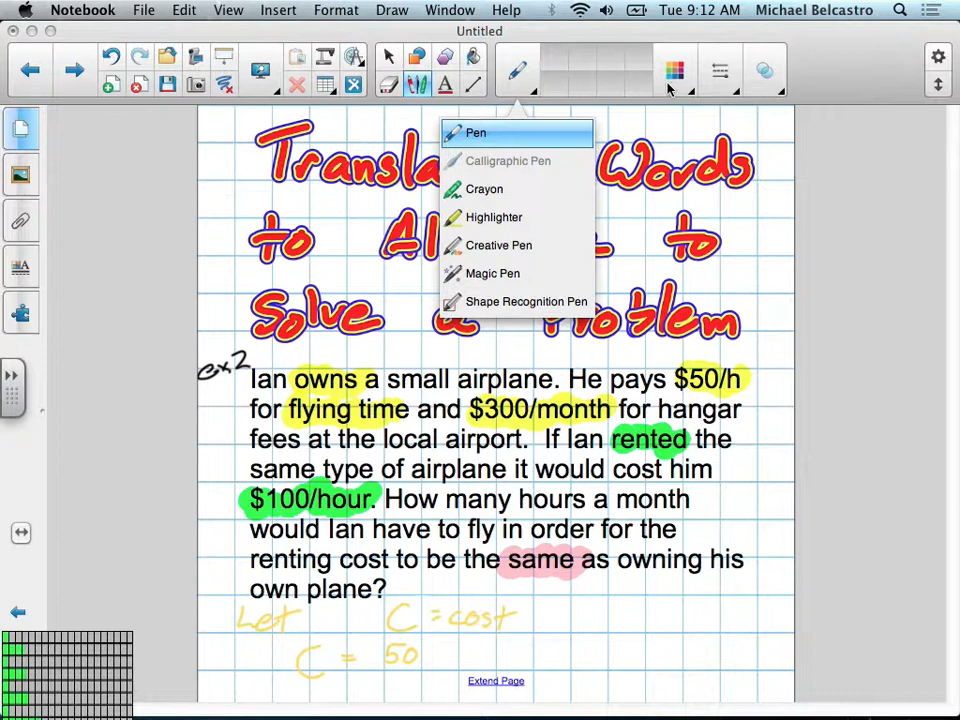 Notebook File Edit View Insert Format Draw Window Help Tue 9:12 AM Michael Belcastro
Untitled
Pen
Calligraphic Pen
Crayon
Highlighter
Creative Pen
Magic Pen
Shape Recognition Pen
Words
to to
Solve a Problem
ex2
Ian owns a small airplane. He pays $50/h
for flying time and $300/month for hangar
fees at the local airport. If Ian rented the
same type of airplane it would cost him
$100/hour. How many hours a month
would Ian have to fly in order for the
renting cost to be the same as owning his
own plane?
Let C = cost
C = 50
Extend Page